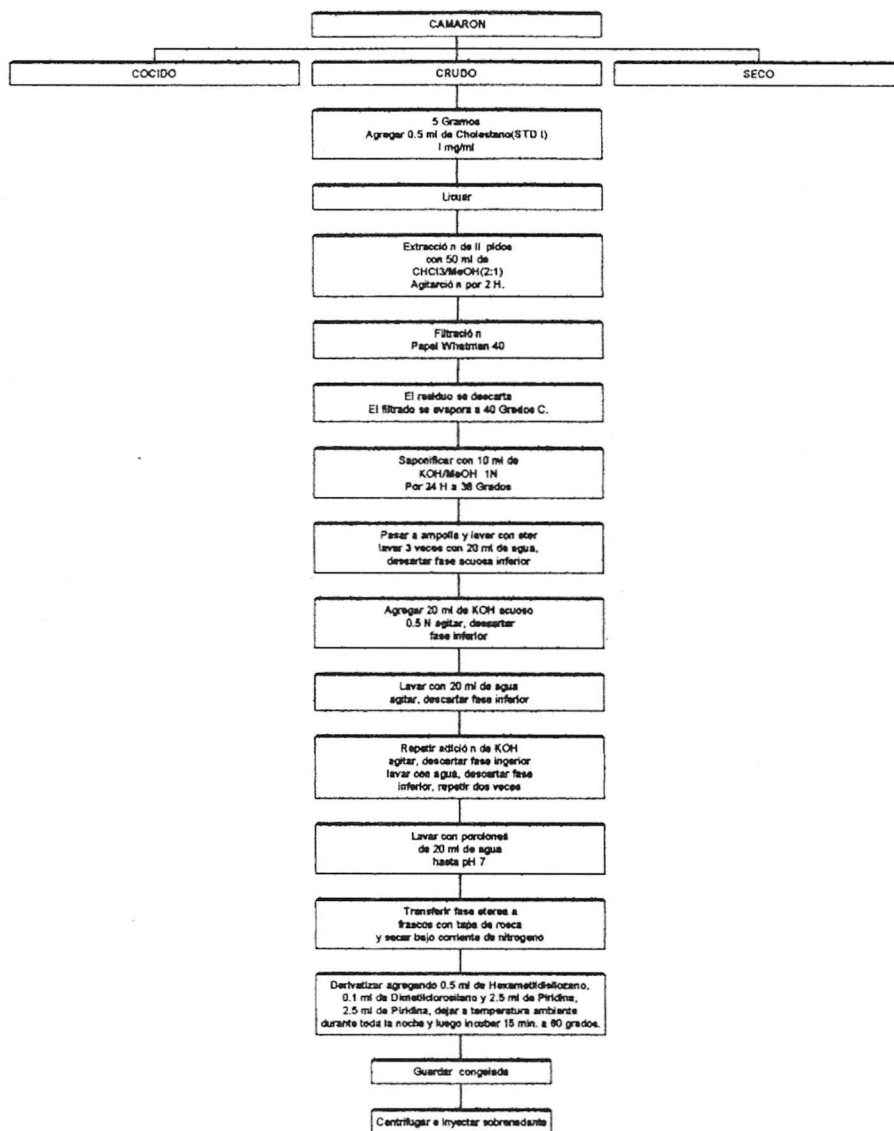 CAMARON
COCIDO
CRUDO
SECO
5 Gramos
Agregar 0.5 ml de Cholestano(STD I)
I mg/ml
Licuar
Extracció n de lí pidos
con 50 ml de
CHCl3/MeOH(2:1)
Agitarció n por 2 H.
Filtració n
Papel Whatman 40
El residuo se descarta
El filtrado se evapora a 40 Grados C.
Saponificar con 10 ml de
KOH/MeOH 1N
Por 24 H a 38 Grados
Pasar a ampolla y lavar con eter
lavar 3 veces con 20 ml de agua,
descartar fase acuosa inferior
Agregar 20 ml de KOH acuoso
0.5 N agitar, descartar
fase inferior
Lavar con 20 ml de agua
agitar, descartar fase inferior
Repetir adició n de KOH
agitar, descartar fase ingerior
lavar con agua, descartar fase
inferior, repetir dos veces
Lavar con porciones
de 20 ml de agua
hasta pH 7
Transferir fase eterea a
frascos con tapa de rosca
y secar bajo corriente de nitrogeno
Derivatizar agregando 0.5 ml de Hexametildisilozano,
0.1 ml de Dimetilclorosilano y 2.5 ml de Piridina,
2.5 ml de Piridina, dejar a temperatura ambiente
durante toda la noche y luego incubar 15 min. a 60 grados.
Guardar congelada
Centrifugar e inyectar sobrenadante